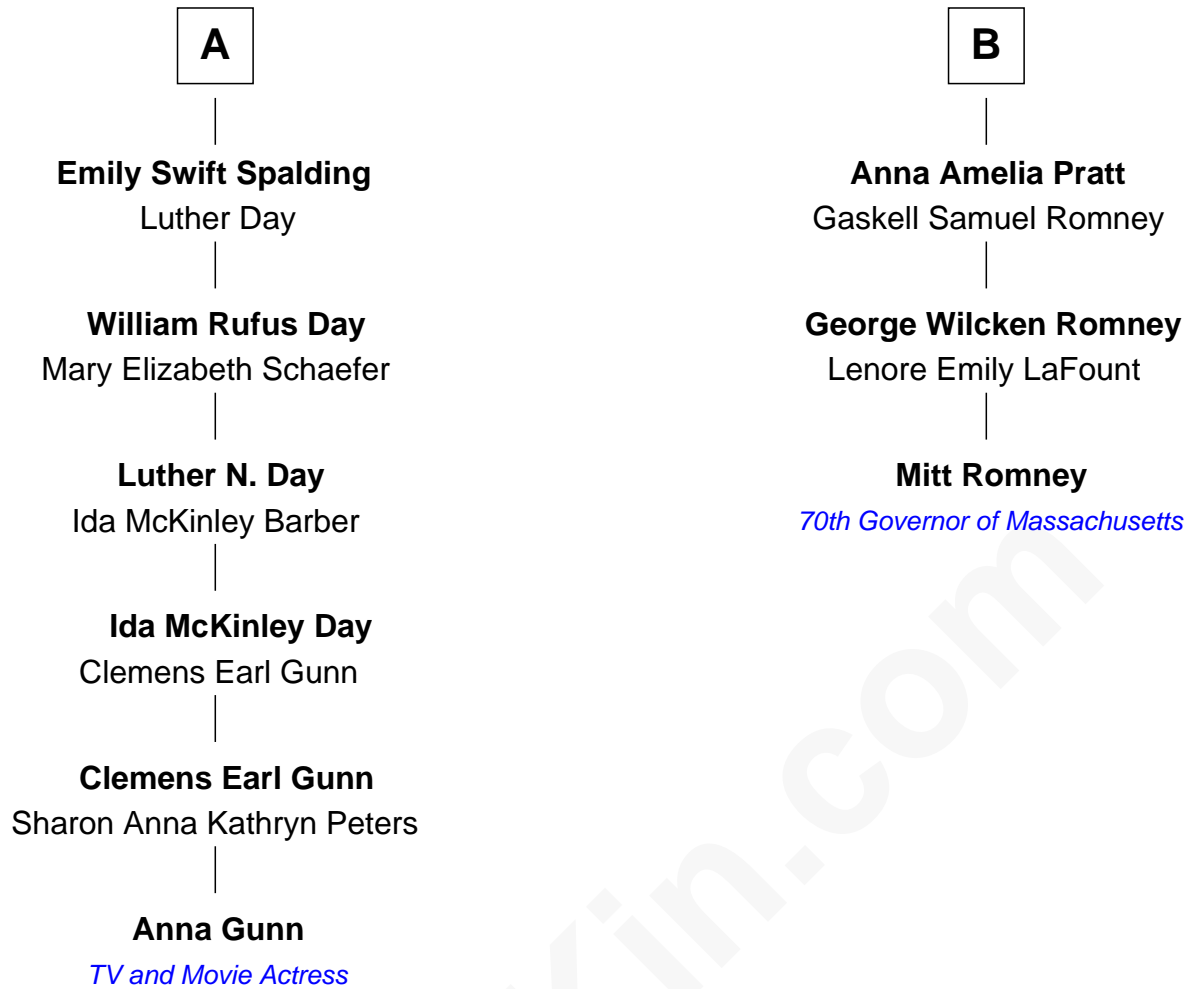 A
Emily Swift Spalding
Luther Day
William Rufus Day
Mary Elizabeth Schaefer
Luther N. Day
Ida McKinley Barber
Ida McKinley Day
Clemens Earl Gunn
Clemens Earl Gunn
Sharon Anna Kathryn Peters
Anna Gunn
TV and Movie Actress
B
Anna Amelia Pratt
Gaskell Samuel Romney
George Wilcken Romney
Lenore Emily LaFount
Mitt Romney
70th Governor of Massachusetts
Kin.com